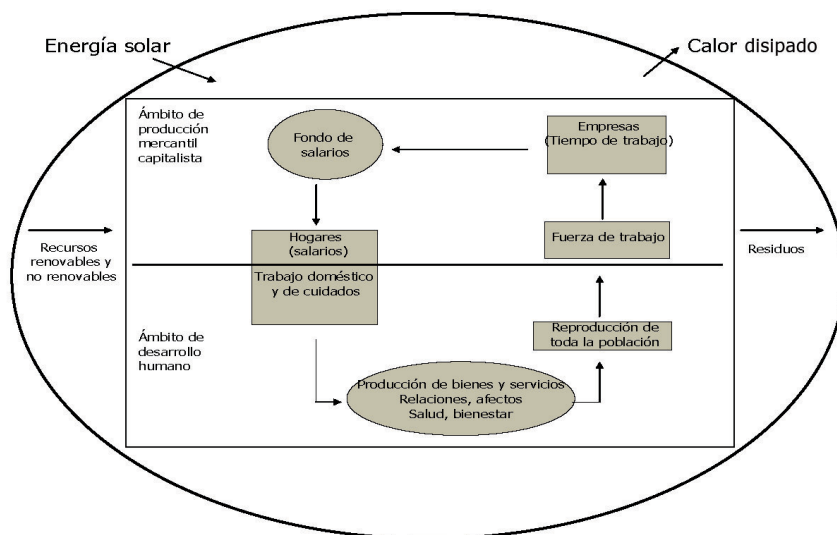 Energía solar
Calor disipado
Ámbito de
producción
mercantil
capitalista
Fondo de
salarios
Empresas
(Tiempo de trabajo)
Recursos
renovables y
no renovables
Hogares
(salarios)
Trabajo doméstico
y de cuidados
Fuerza de trabajo
Residuos
Ámbito de
desarrollo
humano
Reproducción de
toda la población
Producción de bienes y servicios
Relaciones, afectos
Salud, bienestar